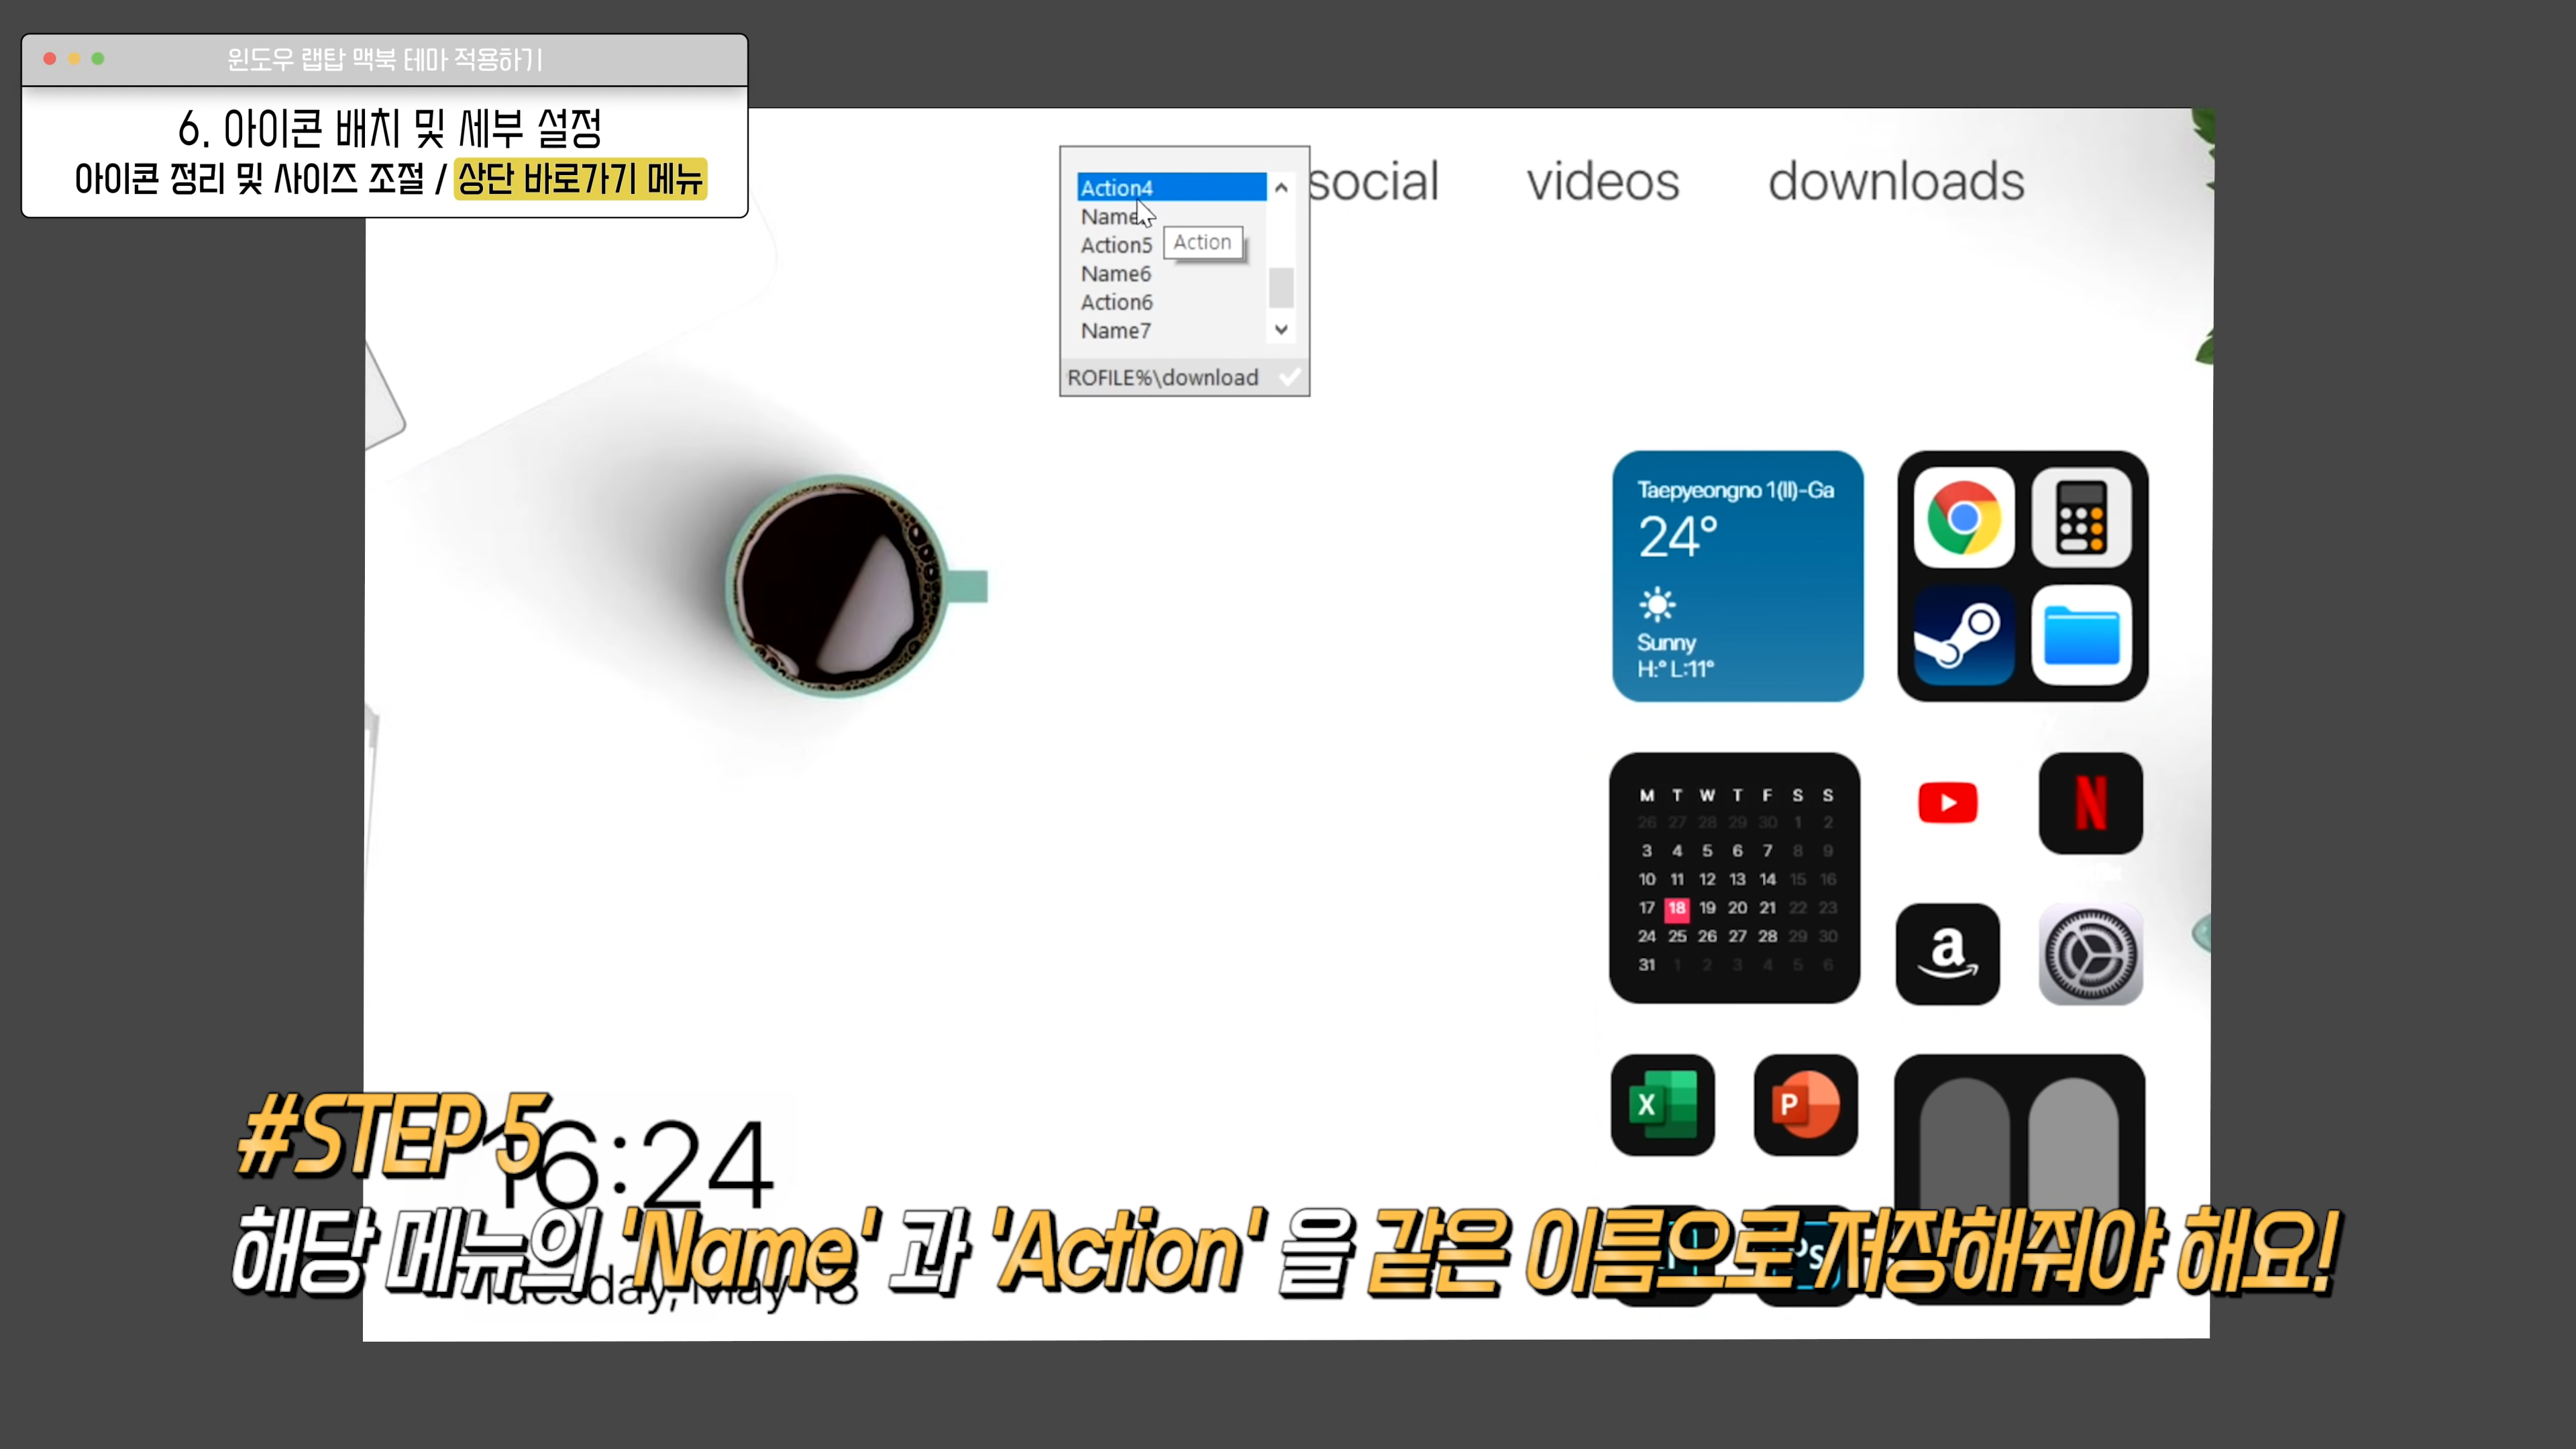 윈도우 랩탑 맥북 테마 적용하기
6. 아이콘 배치 및 세부 설정
아이콘 정리 및 사이즈 조절 / 상단 바로가기 메뉴
social videos downloads
Action4
Name
Action5
Action
Name6
Action6
Name7
ROFILE%\download
Taepyeongno 1(II)-Ga
24°
Sunny
H:° L:11°
M T W T F S S
26 27 28 29 30 1 2
3 4 5 6 7 8 9
10 11 12 13 14 15 16
17 18 19 20 21 22 23
24 25 26 27 28 29 30
31 1 2 3 4 5 6
N
a
X
P
#STEP 5
16:24
해당 메뉴의 'Name' 과 'Action' 을 같은 이름으로 저장해줘야 해요!
Tuesday, May 18